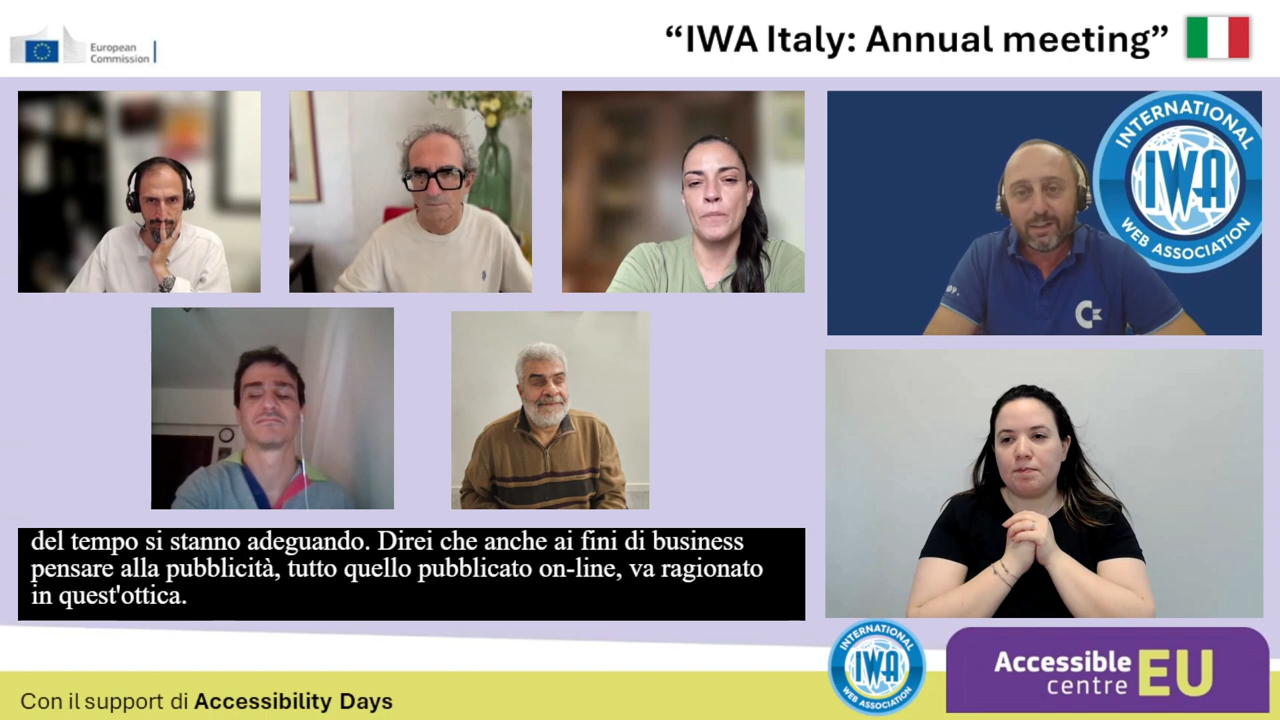 European
Commission
“IWA Italy: Annual meeting”
INTERNATIONAL
IWA
WEB ASSOCIATION
del tempo si stanno adeguando. Direi che anche ai fini di business
pensare alla pubblicità, tutto quello pubblicato on-line, va ragionato
in quest'ottica.
Con il support di Accessibility Days
INTERNATIONAL
IWA
WEB ASSOCIATION
Accessible
centre
EU